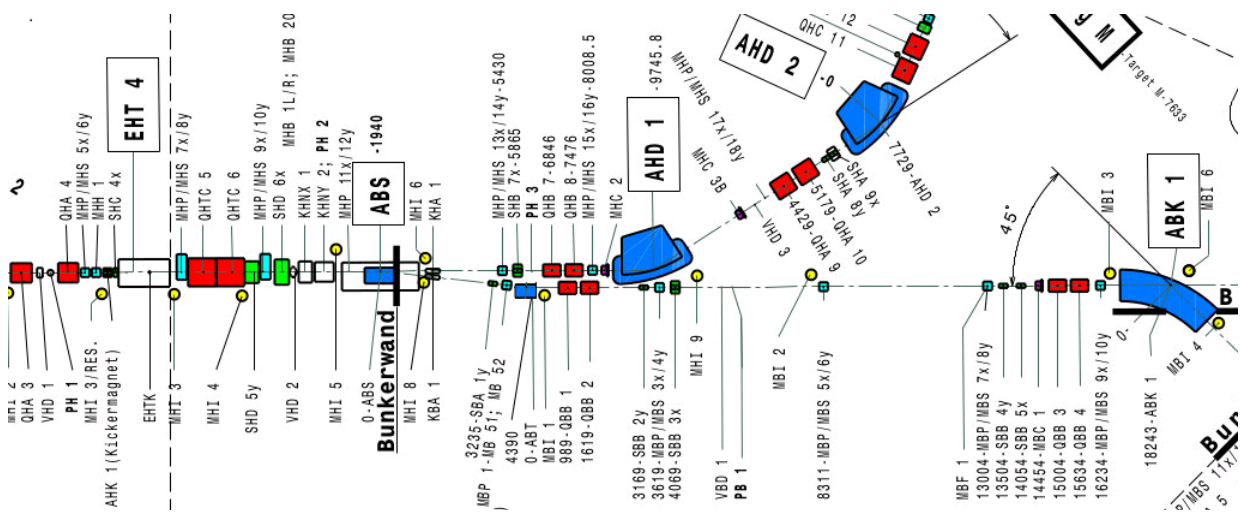 2
EHT 4
QHA 4
MHP/MHS 5x/6y
MHH 1
SHC 4x
MHP/MHS 7x/8y
QHTC 5
QHTC 6
MHP/MHS 9x/10y
SHD 6x
MHB 1L/R; MHB 20
KHNX 1
KHNY 2; PH 2
MHP 11x/12y
ABS
-1940
MHI 6
KHA 1
MHP/MHS 13x/14y-5430
SHB 7x-5865
PH 3
QHB 7-6846
QHB 8-7476
MHP/MHS 15x/16y-8008.5
MHC 2
AHD 1
-9745.8
MHP/MHS 17x/18y
MHC 3B
VHD 3
4429-QHA 9
5179-QHA 10
SHA 8y
SHA 9x
7729-AHD 2
AHD 2
-0
QHC 11
12
g M
-Target M-7633
45°
MBI 3
ABK 1
MBI 6
B
MHI 2
QHA 3
VHD 1
PH 1
MHI 3/RES.
AHK 1(Kickermagnet)
EHTK
MHI 3
MHI 4
SHD 5y
VHD 2
MHI 5
0-ABS
Bunkerwand
MHI 8
KBA 1
3235-SBA 1y
MBP 1-MB 51; MB 52
4390
0-ABT
MBI 1
989-QBB 1
1619-QBB 2
3169-SBB 2y
3619-MBP/MBS 3x/4y
4069-SBB 3x
MHI 9
VBD 1
PB 1
MBI 2
8311-MBP/MBS 5x/6y
MBF 1
13004-MBP/MBS 7x/8y
13504-SBB 4y
14054-SBB 5x
14454-MBC 1
15004-QBB 3
15634-QBB 4
16234-MBP/MBS 9x/10y
0-
18243-ABK 1
MBI 4
Bun
P/MBS 11x/1